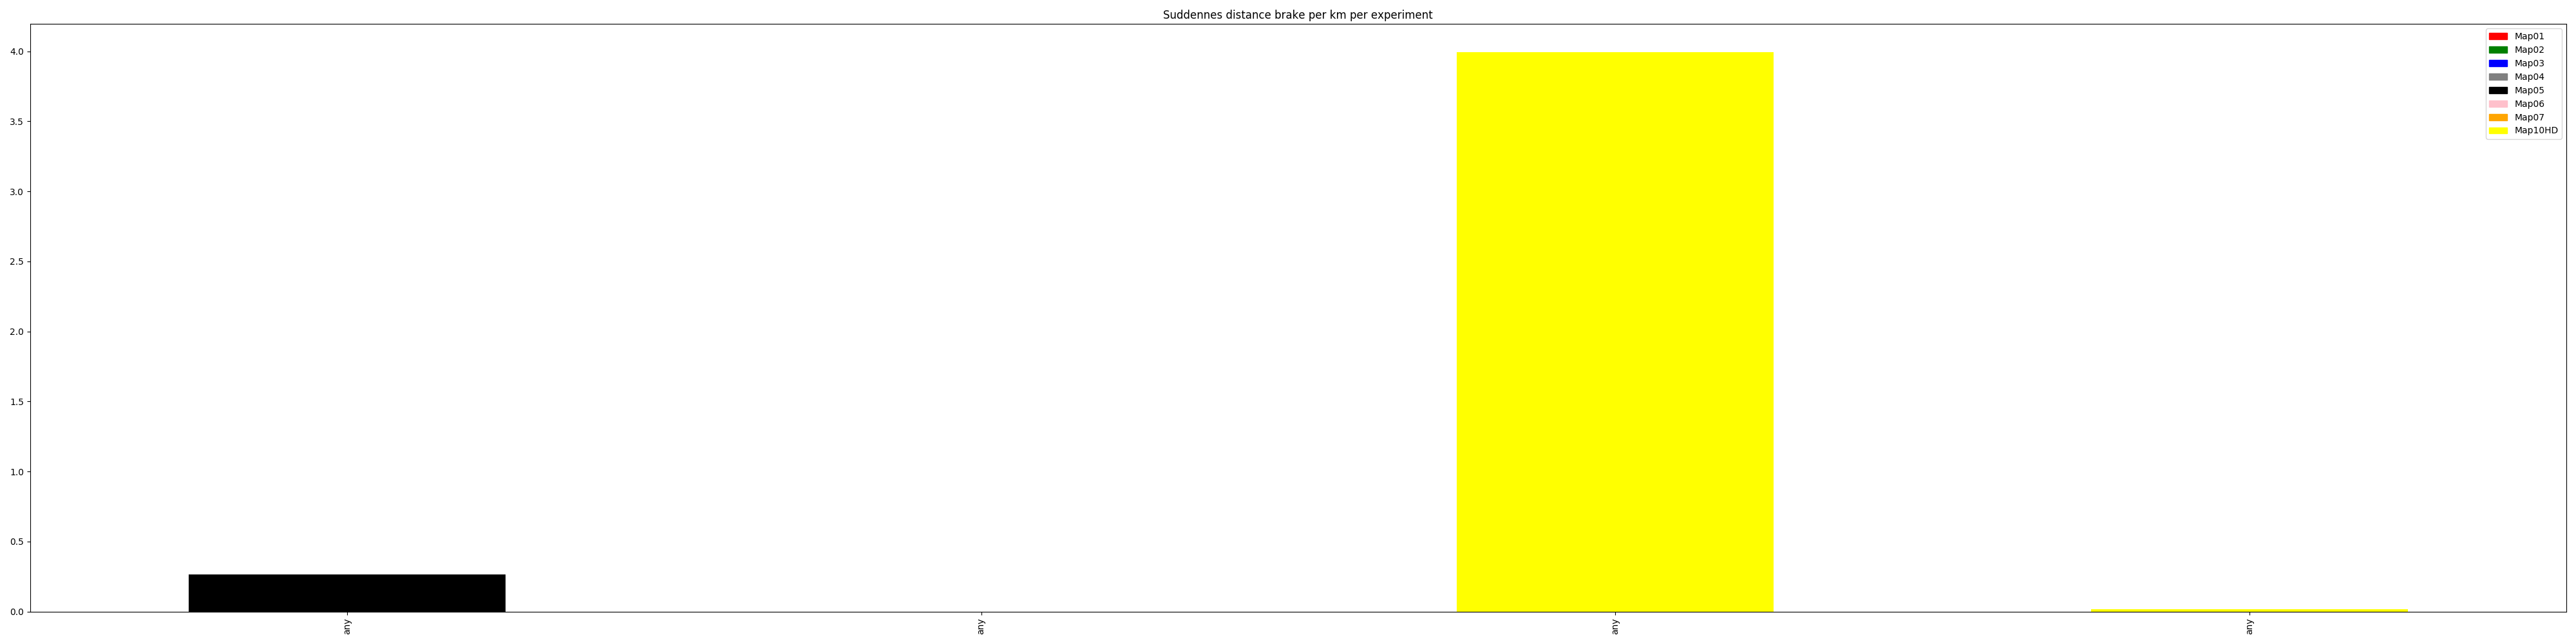 Suddennes distance brake per km per experiment
Map01
Map02
Map03
Map04
Map05
Map06
Map07
Map10HD
4.0
3.5
3.0
2.5
2.0
1.5
1.0
0.5
0.0
any
any
any
any